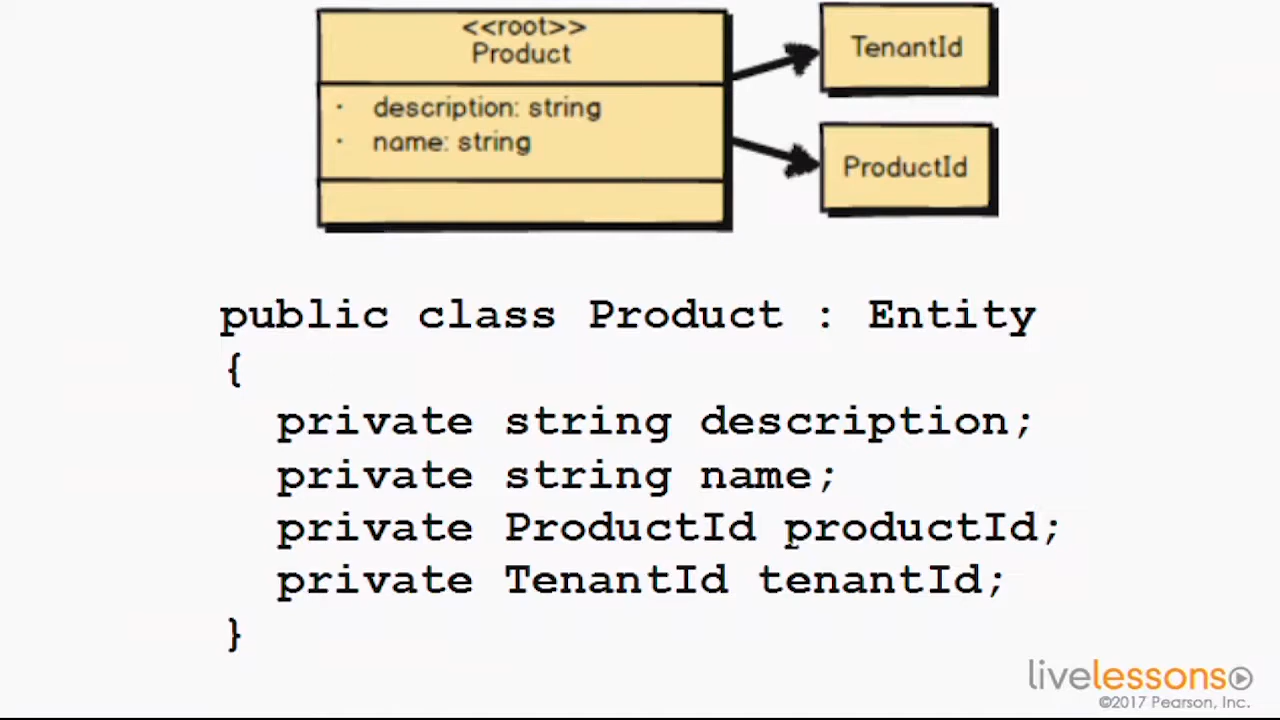 <<root>>
Product
· description: string
· name: string
TenantId
ProductId
public class Product : Entity
{
private string description;
private string name;
private ProductId productId;
private TenantId tenantId;
}
livelessons
©2017 Pearson, Inc.